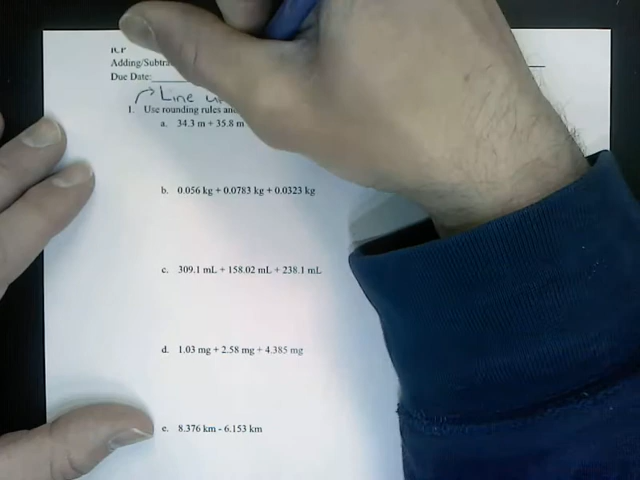 Adding/Subtra
Due Date:
Line u
1. Use rounding rules an
a. 34.3 m + 35.8 m
b. 0.056 kg + 0.0783 kg + 0.0323 kg
c. 309.1 mL + 158.02 mL + 238.1 mL
d. 1.03 mg + 2.58 mg + 4.385 mg
e. 8.376 km - 6.153 km